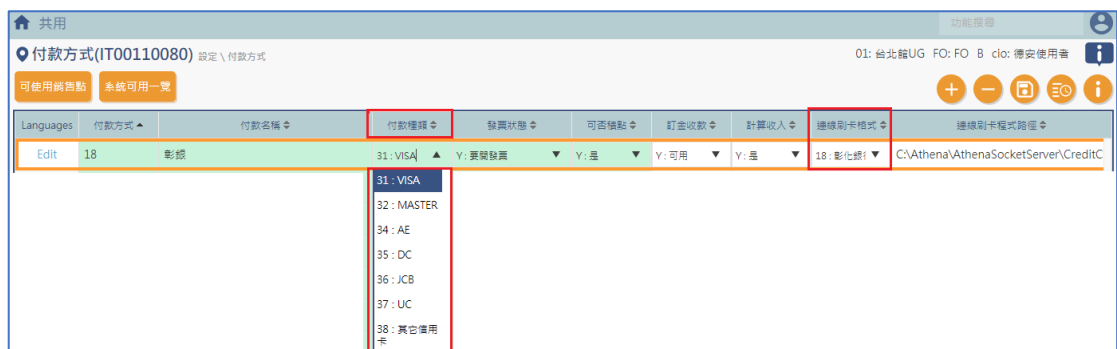 共用
功能搜尋
付款方式(IT00110080) 設定 \ 付款方式
01: 台北館UG FO: FO B cio: 德安使用者
可使用銷售點 系統可用一覽
Languages 付款方式 付款名稱 付款種類 發票狀態 可否積點 訂金收款 計算收入 連線刷卡格式 連線刷卡程式路徑
Edit 18 彰銀 31 : VISA Y : 要開發票 Y : 是 Y : 可用 Y : 是 18 : 彰化銀 C:\Athena\AthenaSocketServer\CreditC
31 : VISA
32 : MASTER
34 : AE
35 : DC
36 : JCB
37 : UC
38 : 其它信用
卡